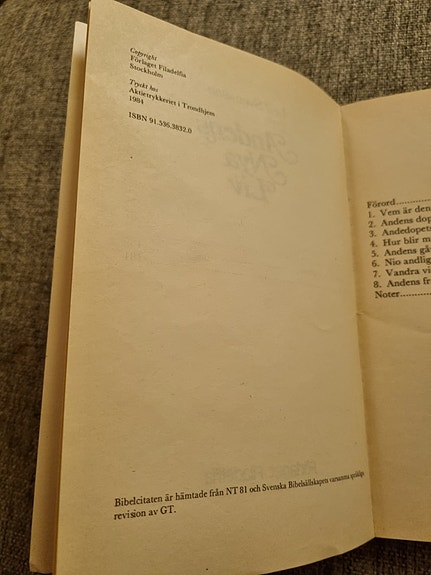 Copyright
Förlaget Filadelfia
Stockholm
Tryckt hos
Aktietrykkeriet i Trondhjem
1984
ISBN 91.536.3832.0
Bibelcitaten är hämtade från NT 81 och Svenska Bibelsällskapets varsamma språkliga
revision av GT.
Förord
1. Vem är den
2. Andens dop
3. Andedopets
4. Hur blir m
5. Andens gå
6. Nio andlig
7. Vandra vi
8. Andens fr
Noter